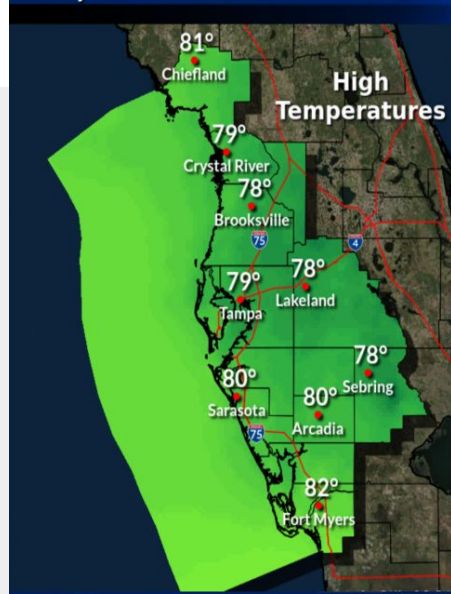 81°
Chiefland
High
Temperatures
79°
Crystal River
78°
Brooksville
75
4
79°
Tampa
78°
Lakeland
78°
Sebring
80°
Sarasota
80°
Arcadia
75
82°
Fort Myers